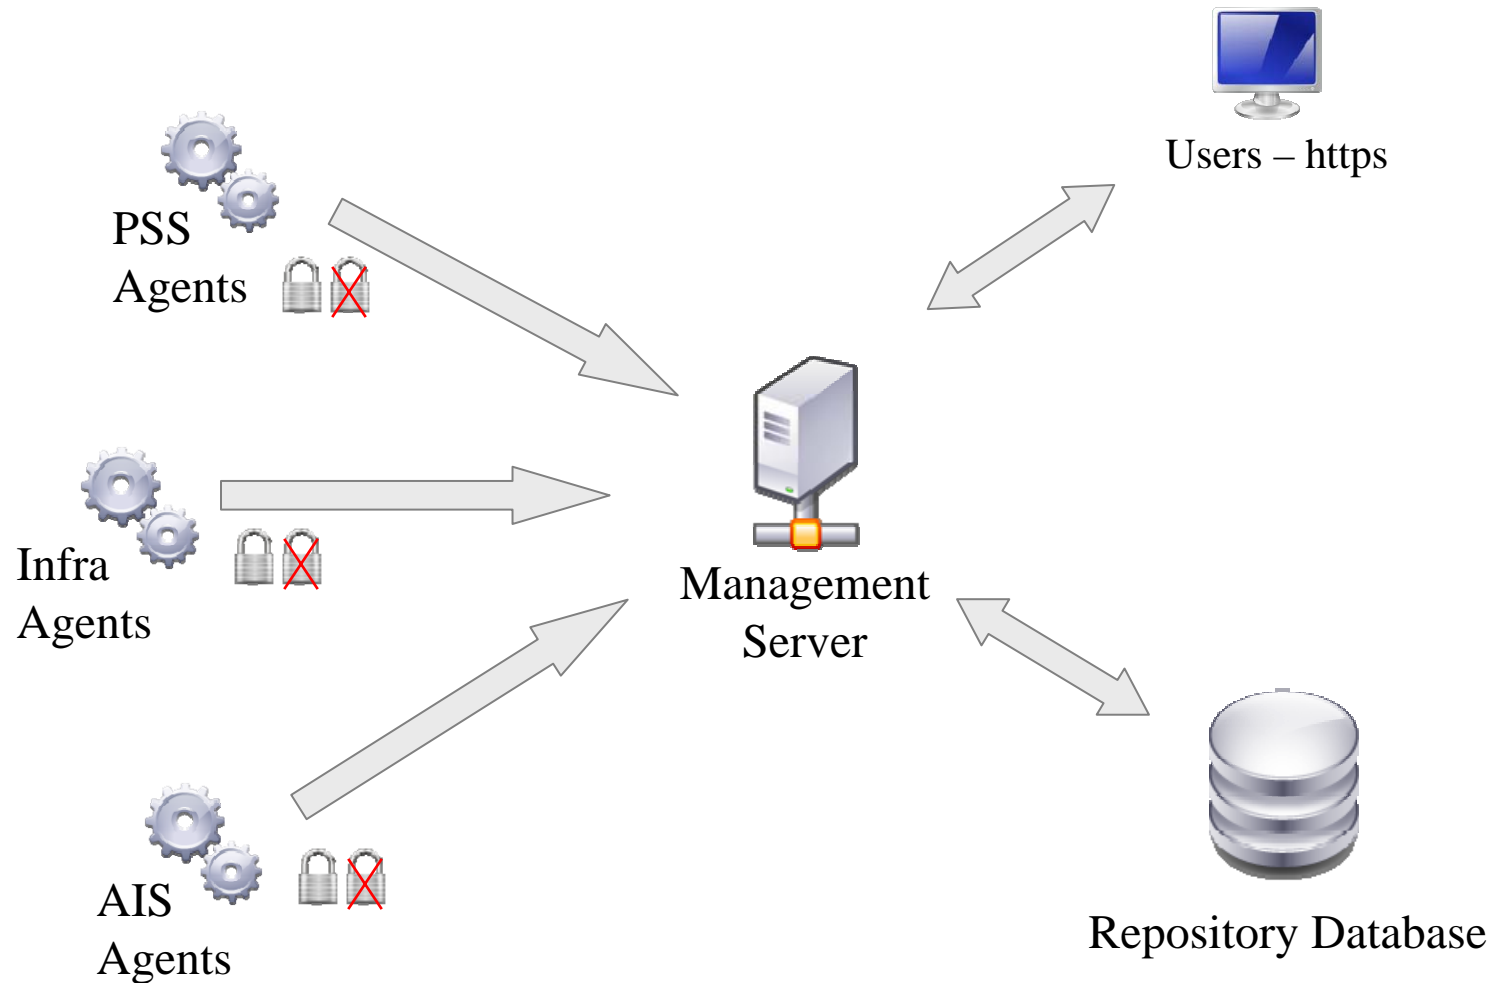 Users – https
PSS
Agents
Infra
Agents
Management
Server
AIS
Agents
Repository Database